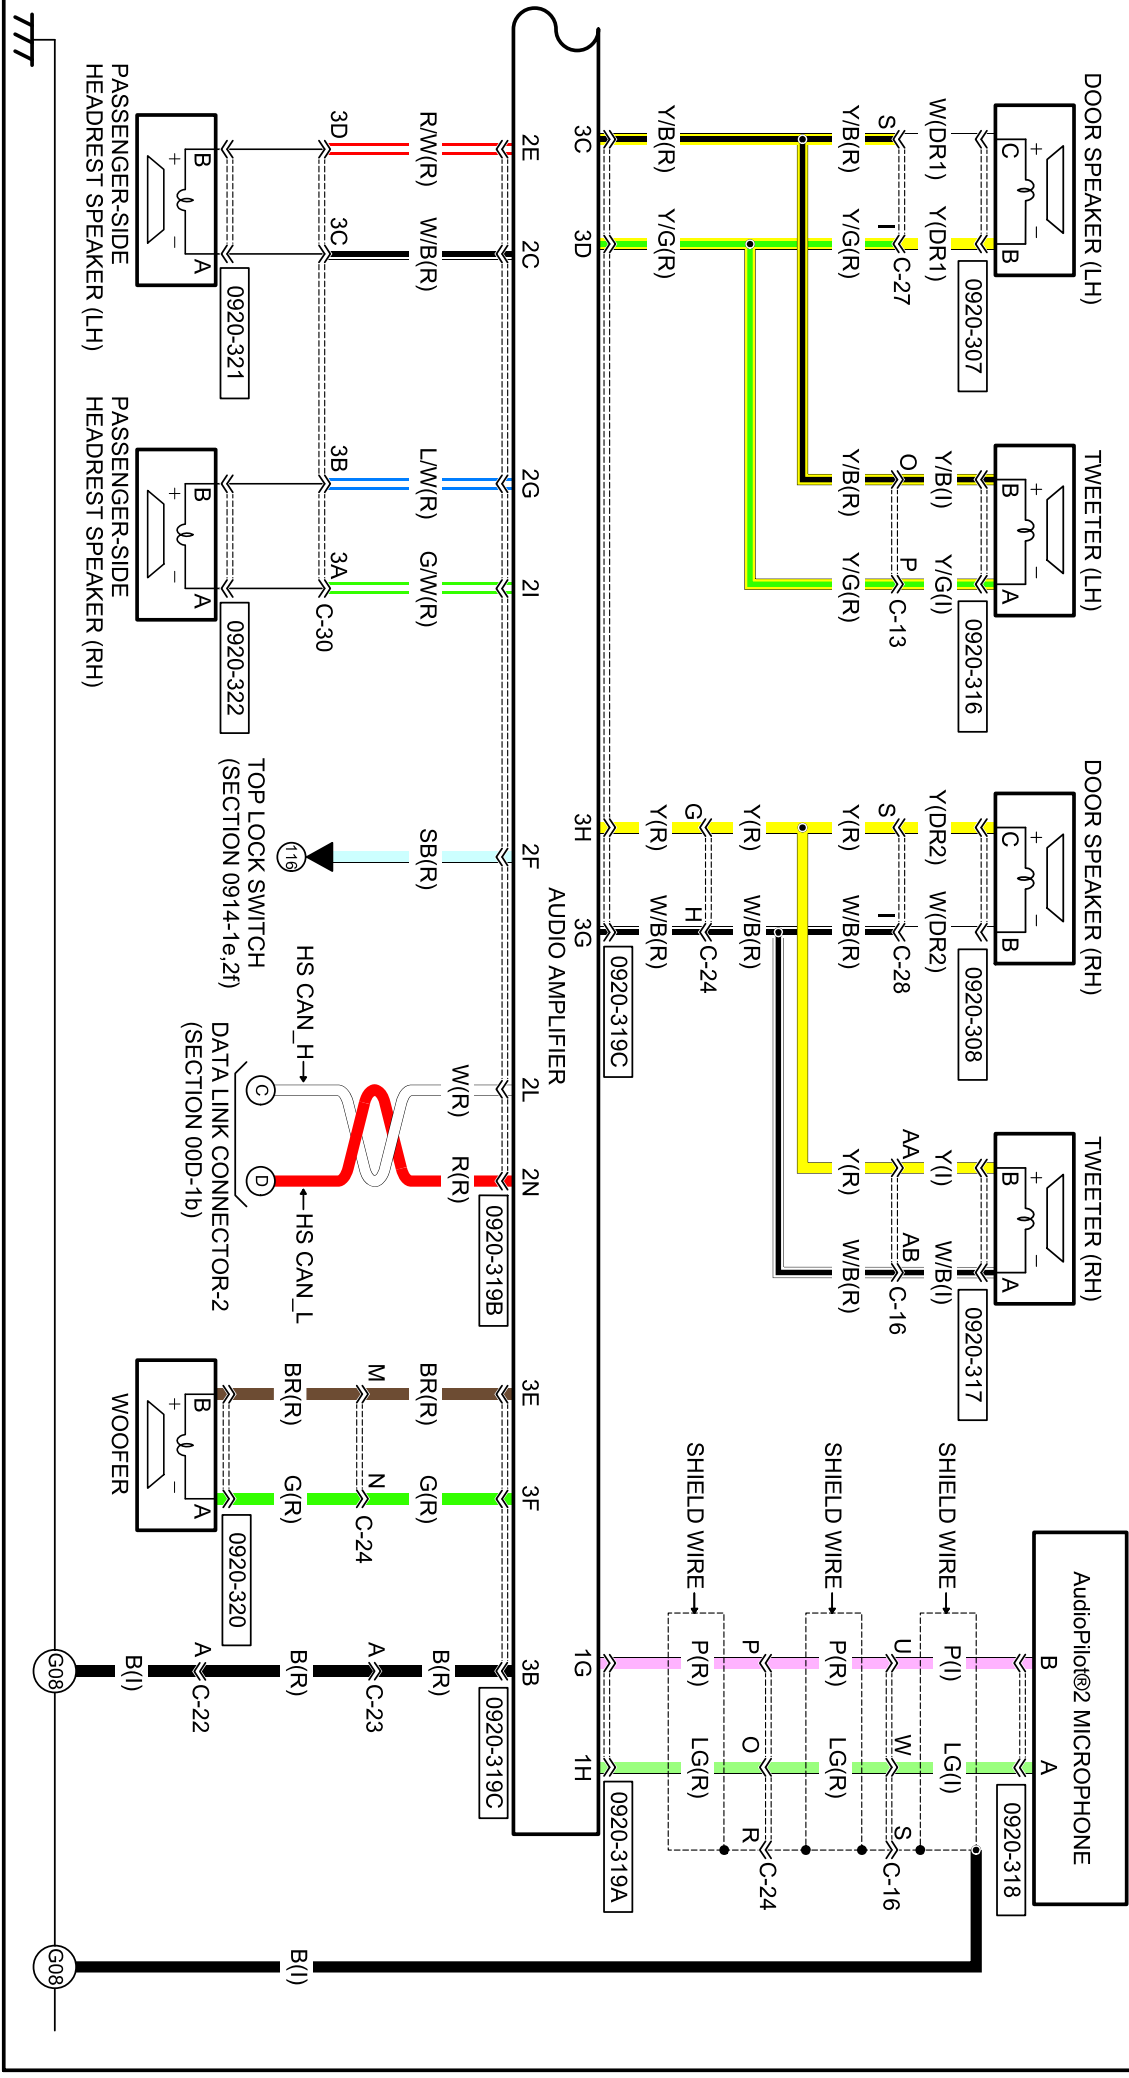 DOOR SPEAKER (LH)
TWEETER (LH)
DOOR SPEAKER (RH)
TWEETER (RH)
AudioPilot®2 MICROPHONE
+ −
C B
+ −
B A
+ −
C B
+ −
B A
B A
0920-307
0920-316
0920-308
0920-317
0920-318
W(DR1) Y(DR1)
Y/B(I) Y/G(I)
Y(DR2) W(DR2)
Y(I) W/B(I)
SHIELD WIRE
P(I) LG(I)
S I C-27
O P C-13
S I C-28
AA AB C-16
U W S C-16
Y/B(R) Y/G(R)
Y/B(R) Y/G(R)
Y(R) W/B(R)
Y(R) W/B(R)
SHIELD WIRE
P(R) LG(R)
Y(R) W/B(R)
P O R C-24
G H C-24
Y/B(R) Y/G(R)
Y(R) W/B(R)
SHIELD WIRE
P(R) LG(R)
0920-319C
0920-319A
3C 3D 3H 3G 1G 1H
AUDIO AMPLIFIER
2E 2C 2G 2I 2F 2L 2N 3E 3F 3B
0920-319B
0920-319C
R/W(R) W/B(R)
L/W(R) G/W(R)
SB(R)
W(R) R(R)
BR(R) G(R)
B(R)
3D 3C 3B 3A C-30
M N C-24
A C-23
116
TOP LOCK SWITCH
(SECTION 0914-1e,2f)
HS CAN_H
HS CAN_L
C D
DATA LINK CONNECTOR-2
(SECTION 00D-1b)
BR(R) G(R)
B(R)
B(I)
0920-321
0920-322
0920-320
A C-22
B A
+ −
B A
+ −
B A
+ −
PASSENGER-SIDE
HEADREST SPEAKER (LH)
PASSENGER-SIDE
HEADREST SPEAKER (RH)
WOOFER
B(I)
G08
G08